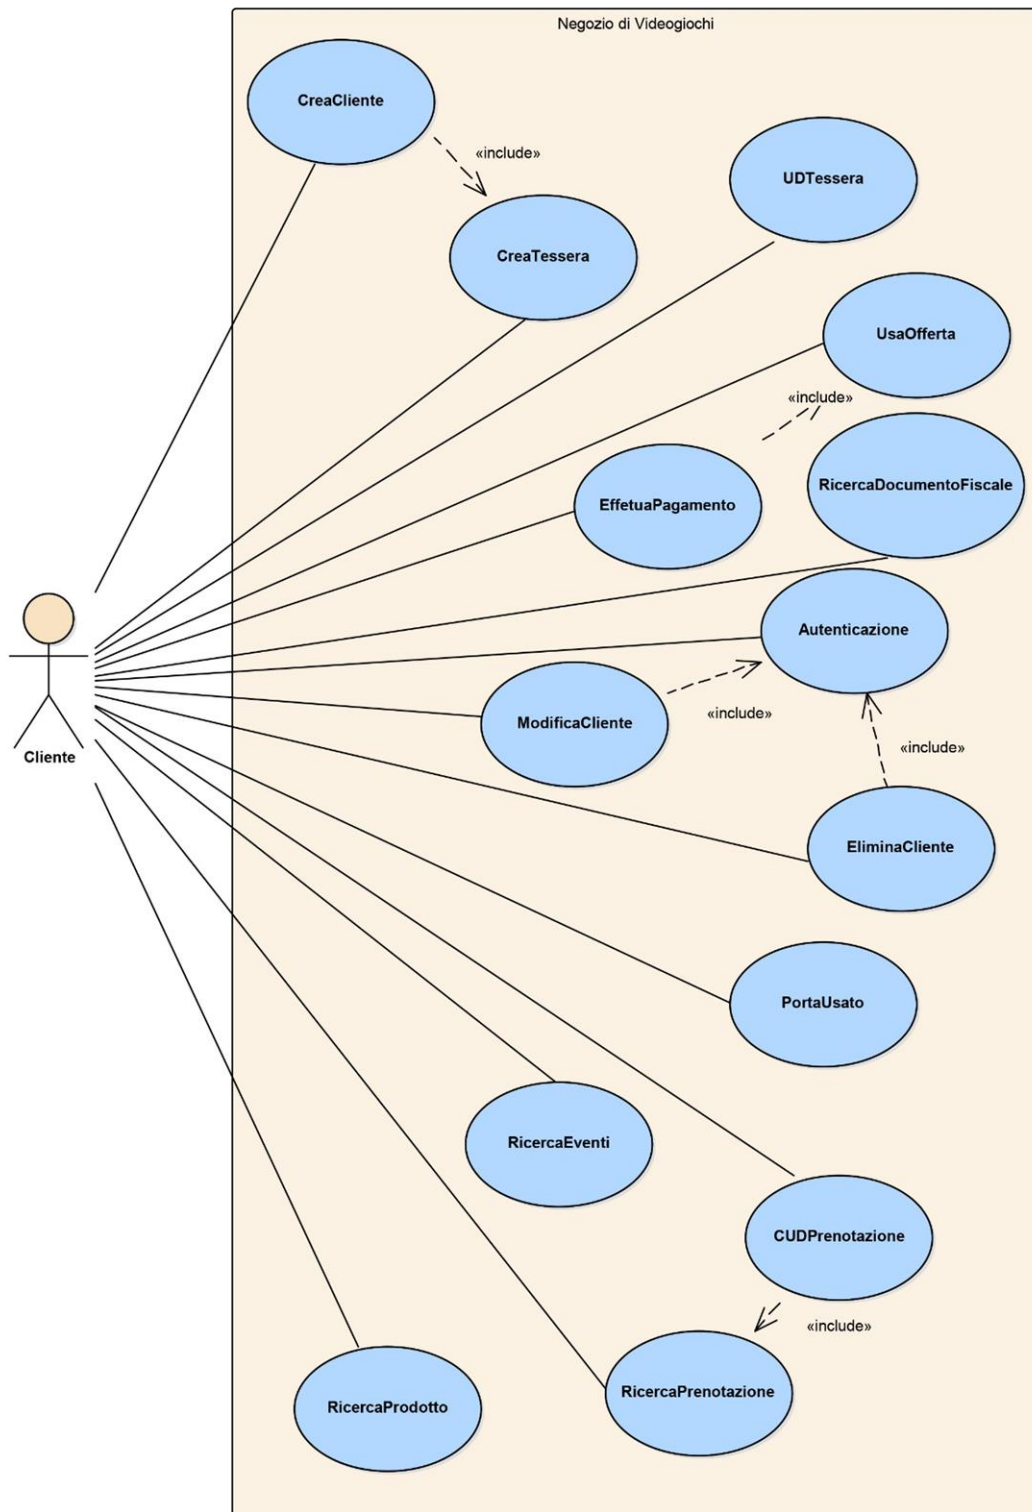 Negozio di Videogiochi
CreaCliente
«include»
UDTessera
CreaTessera
UsaOfferta
«include»
RicercaDocumentoFiscale
EffetuaPagamento
Autenticazione
«include»
ModificaCliente
«include»
Cliente
EliminaCliente
PortaUsato
RicercaEventi
CUDPrenotazione
«include»
RicercaPrenotazione
RicercaProdotto